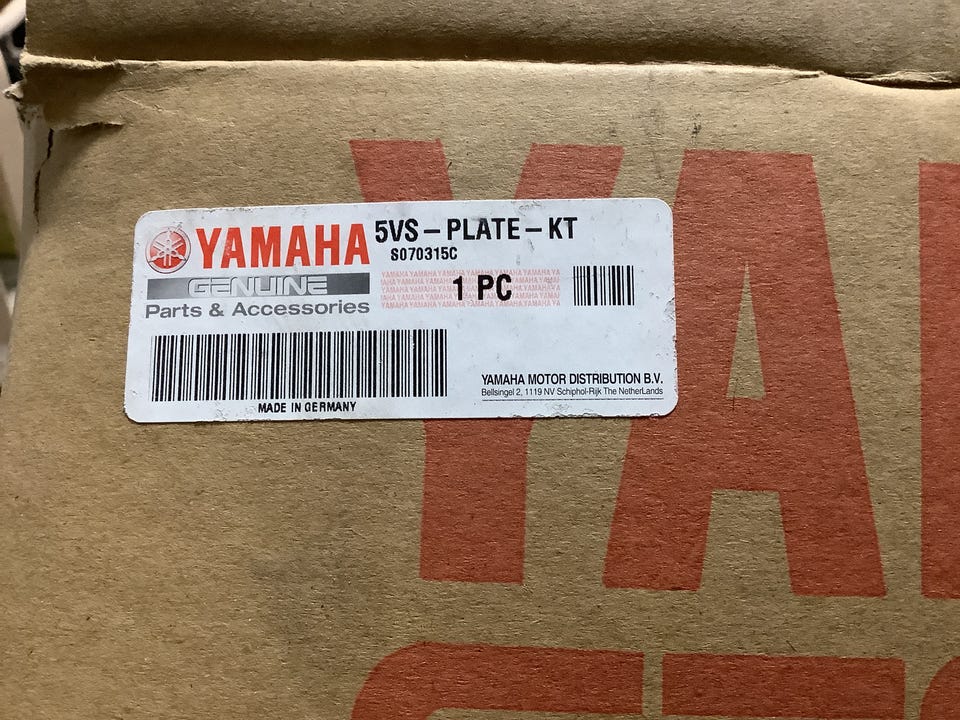 YAMAHA
5VS-PLATE-KT
S070315C
GENUINE
1 PC
Parts & Accessories
YAMAHA MOTOR DISTRIBUTION B.V.
Bellsingel 2, 1119 NV Schiphol-Rijk The NetherLands
MADE IN GERMANY
YA